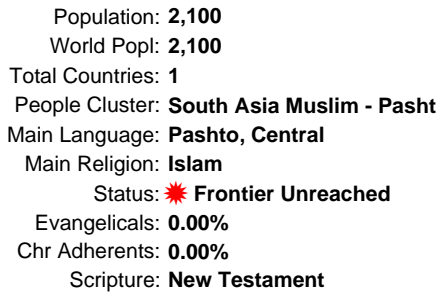 Population: 2,100
World Popl: 2,100
Total Countries: 1
People Cluster: South Asia Muslim - Pasht
Main Language: Pashto, Central
Main Religion: Islam
Status: Frontier Unreached
Evangelicals: 0.00%
Chr Adherents: 0.00%
Scripture: New Testament